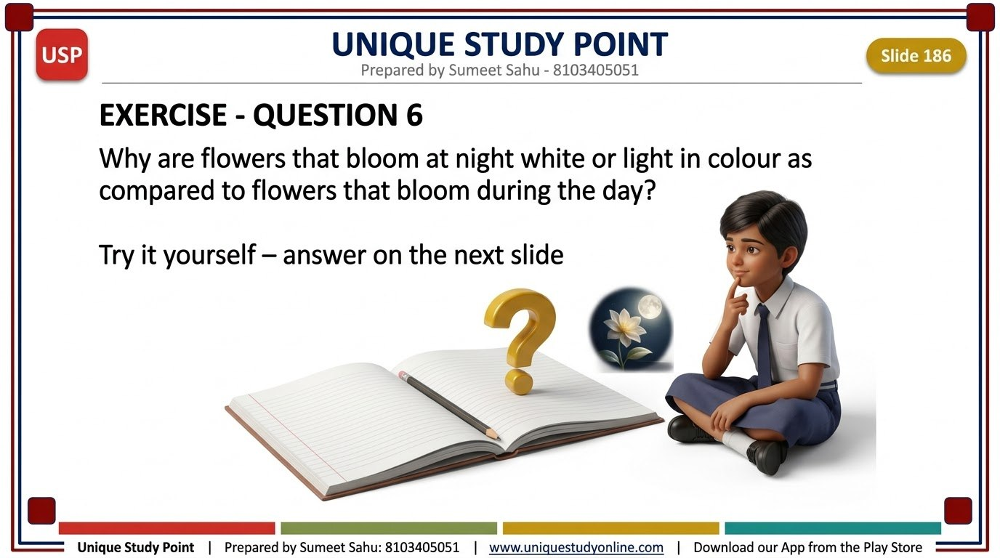 USP
UNIQUE STUDY POINT
Prepared by Sumeet Sahu - 8103405051
Slide 186
EXERCISE - QUESTION 6
Why are flowers that bloom at night white or light in colour as
compared to flowers that bloom during the day?
Try it yourself – answer on the next slide
?
Unique Study Point | Prepared by Sumeet Sahu: 8103405051 | www.uniquestudyonline.com | Download our App from the Play Store